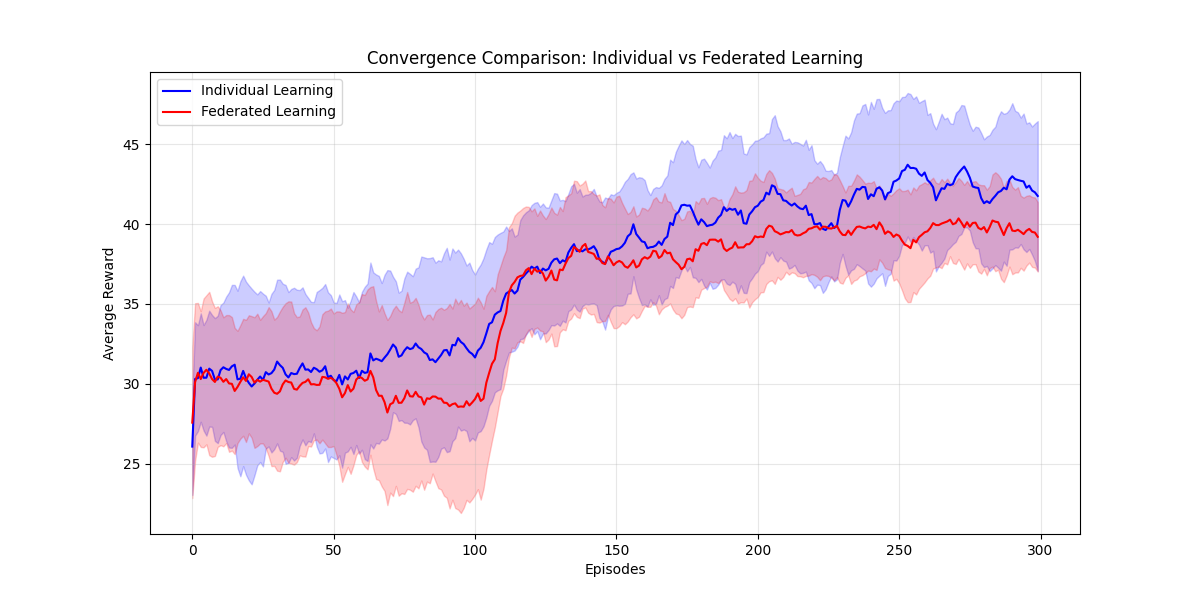 Convergence Comparison: Individual vs Federated Learning
Individual Learning
Federated Learning
Average Reward
45
40
35
30
25
0 50 100 150 200 250 300
Episodes